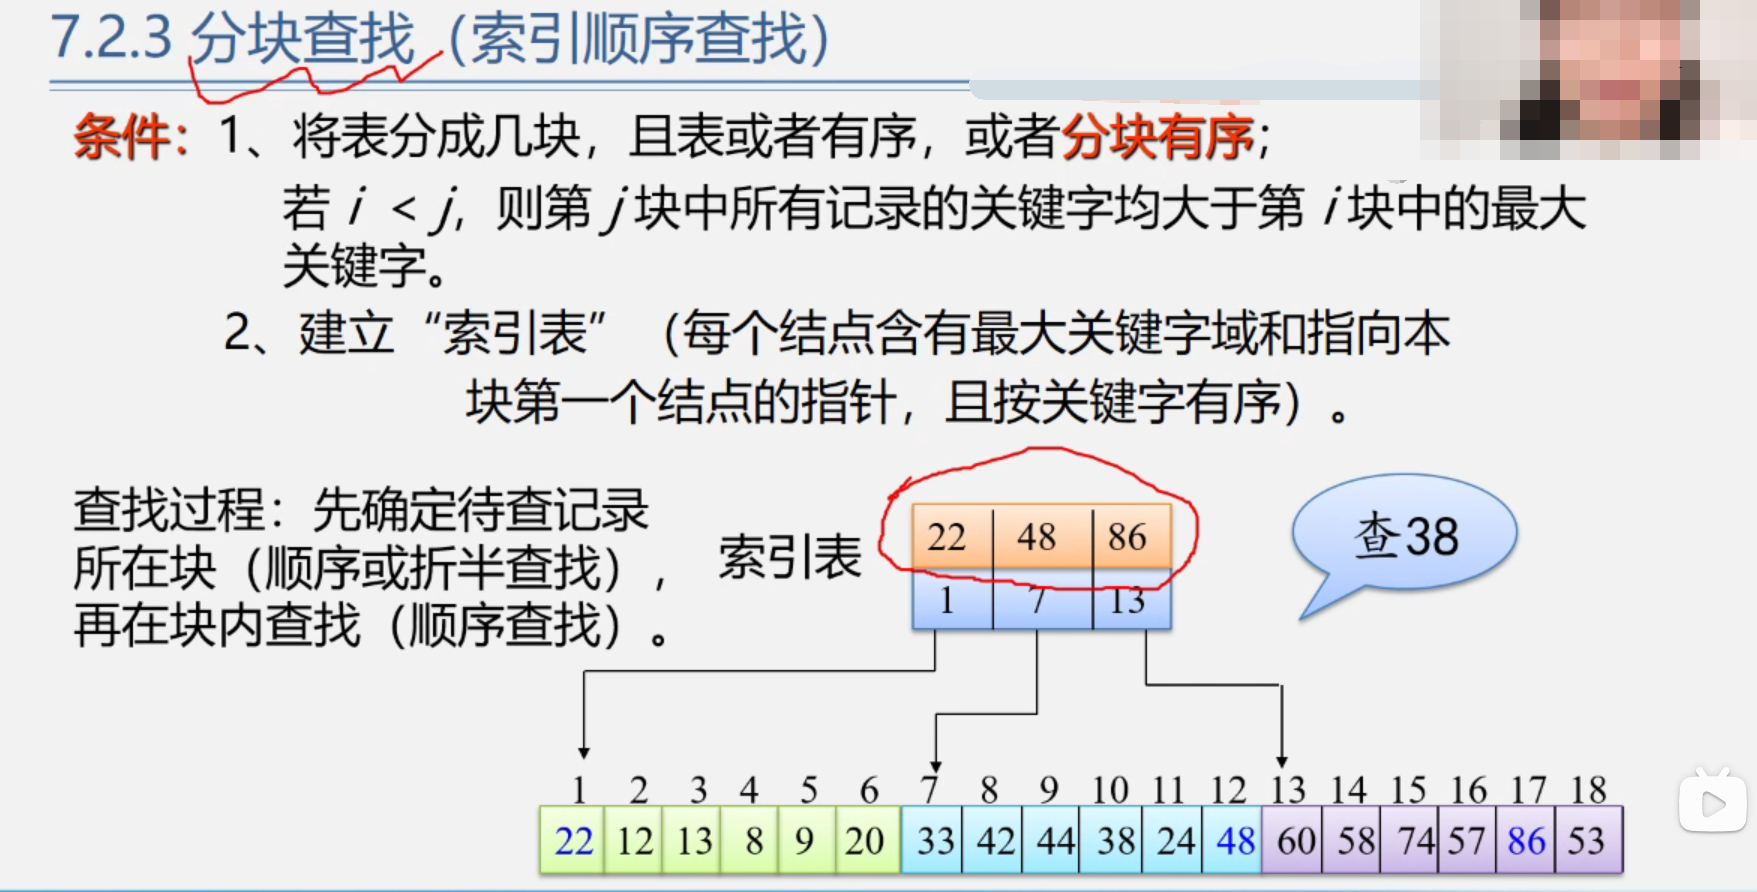 7.2.3 分块查找（索引顺序查找）
条件：1、将表分成几块，且表或者有序，或者分块有序；
若 i < j，则第 j 块中所有记录的关键字均大于第 i 块中的最大
关键字。
2、建立“索引表”（每个结点含有最大关键字域和指向本
块第一个结点的指针，且按关键字有序）。
查找过程：先确定待查记录
所在块（顺序或折半查找），
再在块内查找（顺序查找）。
索引表
22 48 86
1 7 13
查38
1 2 3 4 5 6 7 8 9 10 11 12 13 14 15 16 17 18
22 12 13 8 9 20 33 42 44 38 24 48 60 58 74 57 86 53